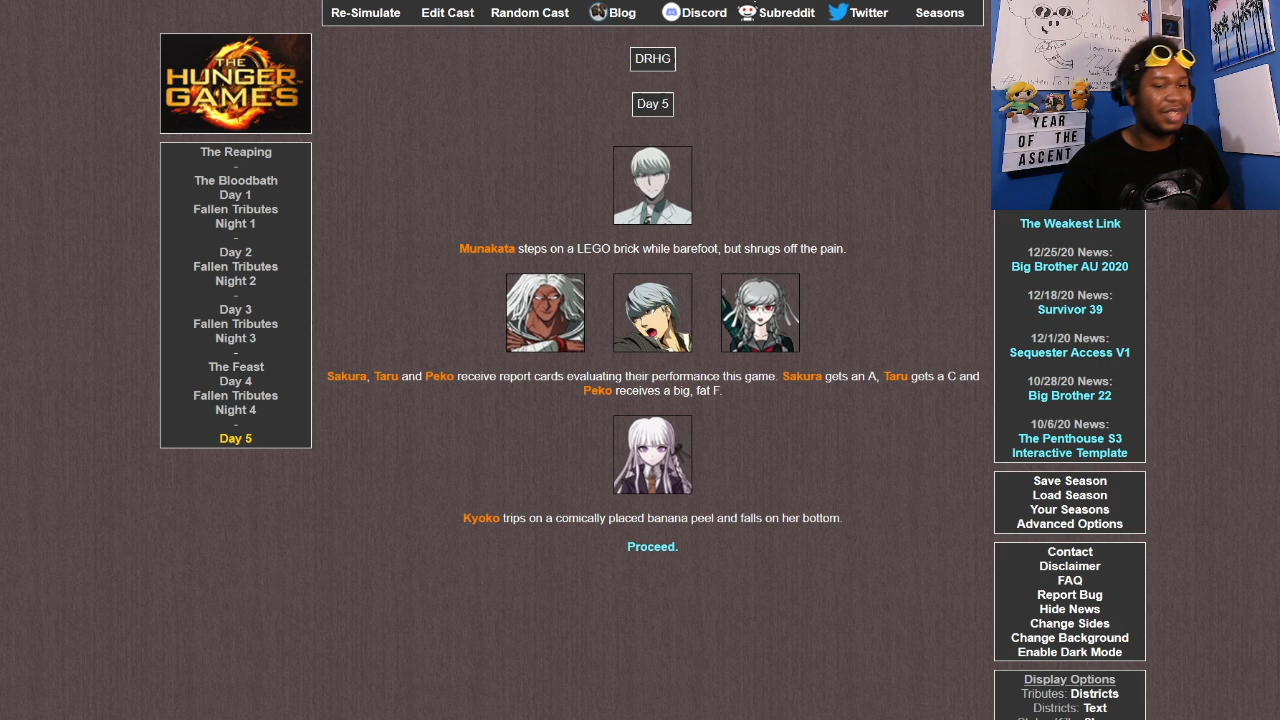 Re-Simulate Edit Cast Random Cast Blog Discord Subreddit Twitter Seasons
THE
HUNGER
GAMES
The Reaping
-
The Bloodbath
Day 1
Fallen Tributes
Night 1
-
Day 2
Fallen Tributes
Night 2
-
Day 3
Fallen Tributes
Night 3
-
The Feast
Day 4
Fallen Tributes
Night 4
-
Day 5
DRHG
Day 5
Munakata steps on a LEGO brick while barefoot, but shrugs off the pain.
Sakura, Taru and Peko receive report cards evaluating their performance this game. Sakura gets an A, Taru gets a C and
Peko receives a big, fat F.
Kyoko trips on a comically placed banana peel and falls on her bottom.
Proceed.
YEAR
OF THE
ASCENT
The Weakest Link
12/25/20 News:
Big Brother AU 2020
12/18/20 News:
Survivor 39
12/1/20 News:
Sequester Access V1
10/28/20 News:
Big Brother 22
10/6/20 News:
The Penthouse S3
Interactive Template
Save Season
Load Season
Your Seasons
Advanced Options
Contact
Disclaimer
FAQ
Report Bug
Hide News
Change Sides
Change Background
Enable Dark Mode
Display Options
Tributes: Districts
Districts: Text